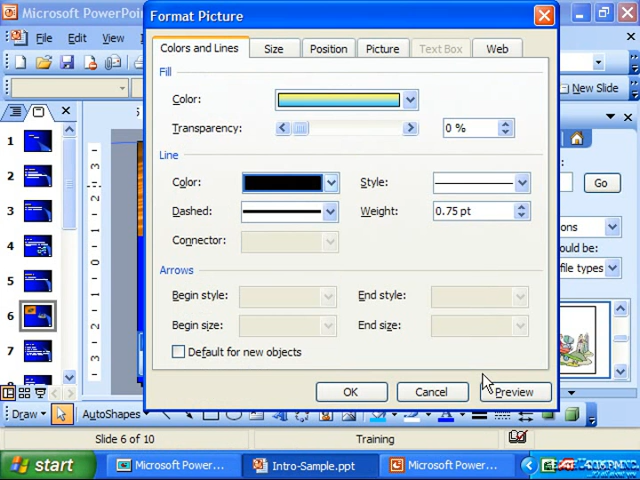 Microsoft PowerPoin
Format Picture
File
Edit
Colors and Lines
Size
Position
Picture
Text Box
Web
New Slide
Fill
Color:
Transparency:
0 %
Line
Color:
Style:
Go
Dashed:
Weight:
0.75 pt
ons
Connector:
ould be:
file types
Arrows
Begin style:
End style:
Begin size:
End size:
Default for new objects
OK
Cancel
Preview
1
2
3
4
5
6
7
Draw
AutoShapes
Slide 6 of 10
Training
start
Microsoft Power...
Intro-Sample.ppt
Microsoft Power...